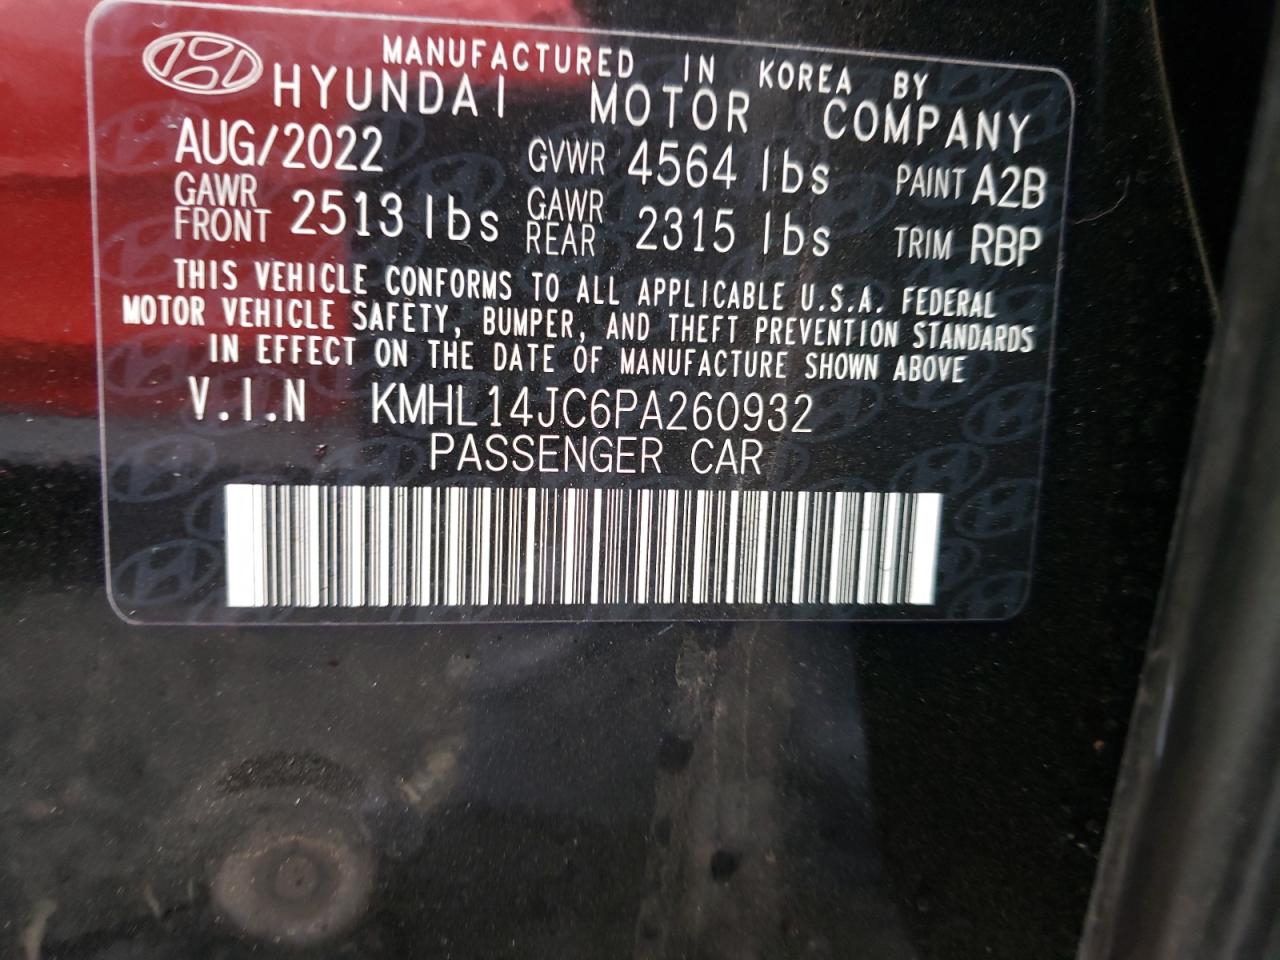 MANUFACTURED IN KOREA BY
HYUNDAI MOTOR COMPANY
AUG/2022 GVWR 4564 lbs PAINT A2B
GAWR FRONT 2513 lbs GAWR REAR 2315 lbs TRIM RBP
THIS VEHICLE CONFORMS TO ALL APPLICABLE U.S.A. FEDERAL
MOTOR VEHICLE SAFETY, BUMPER, AND THEFT PREVENTION STANDARDS
IN EFFECT ON THE DATE OF MANUFACTURE SHOWN ABOVE
V.I.N KMHL14JC6PA260932
PASSENGER CAR